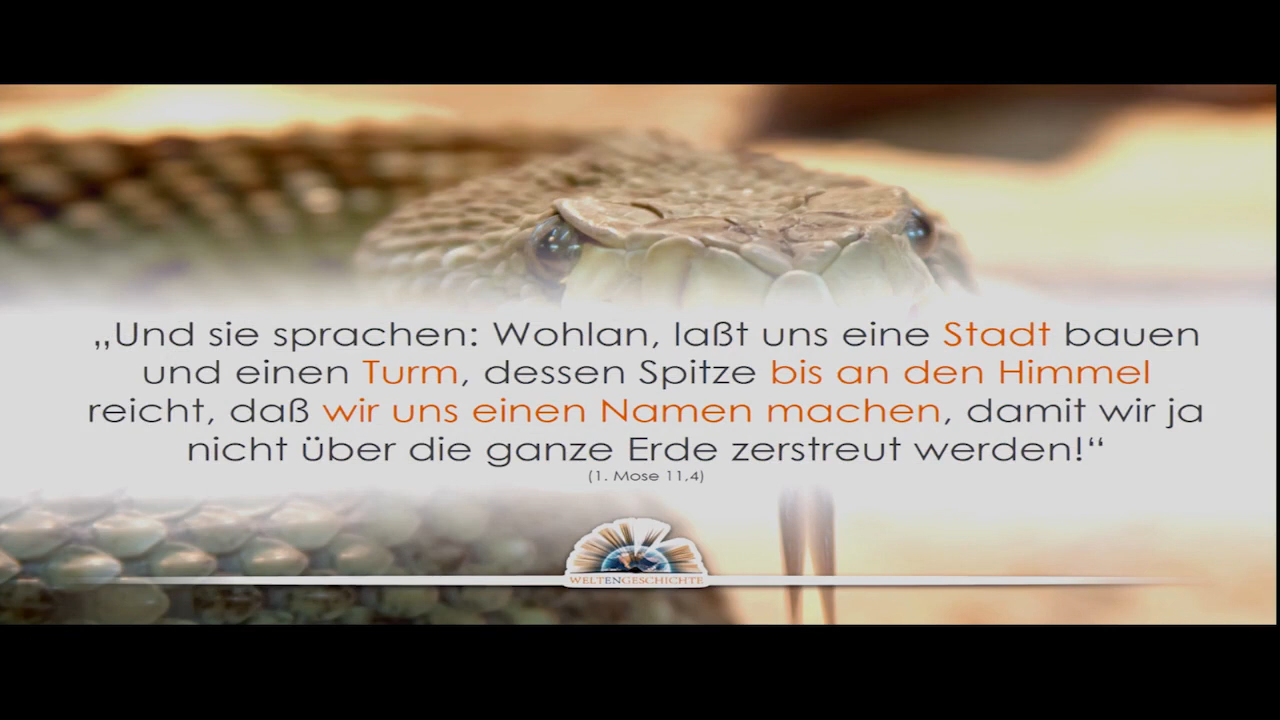 „Und sie sprachen: Wohlan, laßt uns eine Stadt bauen
und einen Turm, dessen Spitze bis an den Himmel
reicht, daß wir uns einen Namen machen, damit wir ja
nicht über die ganze Erde zerstreut werden!“
(1. Mose 11,4)
WELTENGESCHICHTE